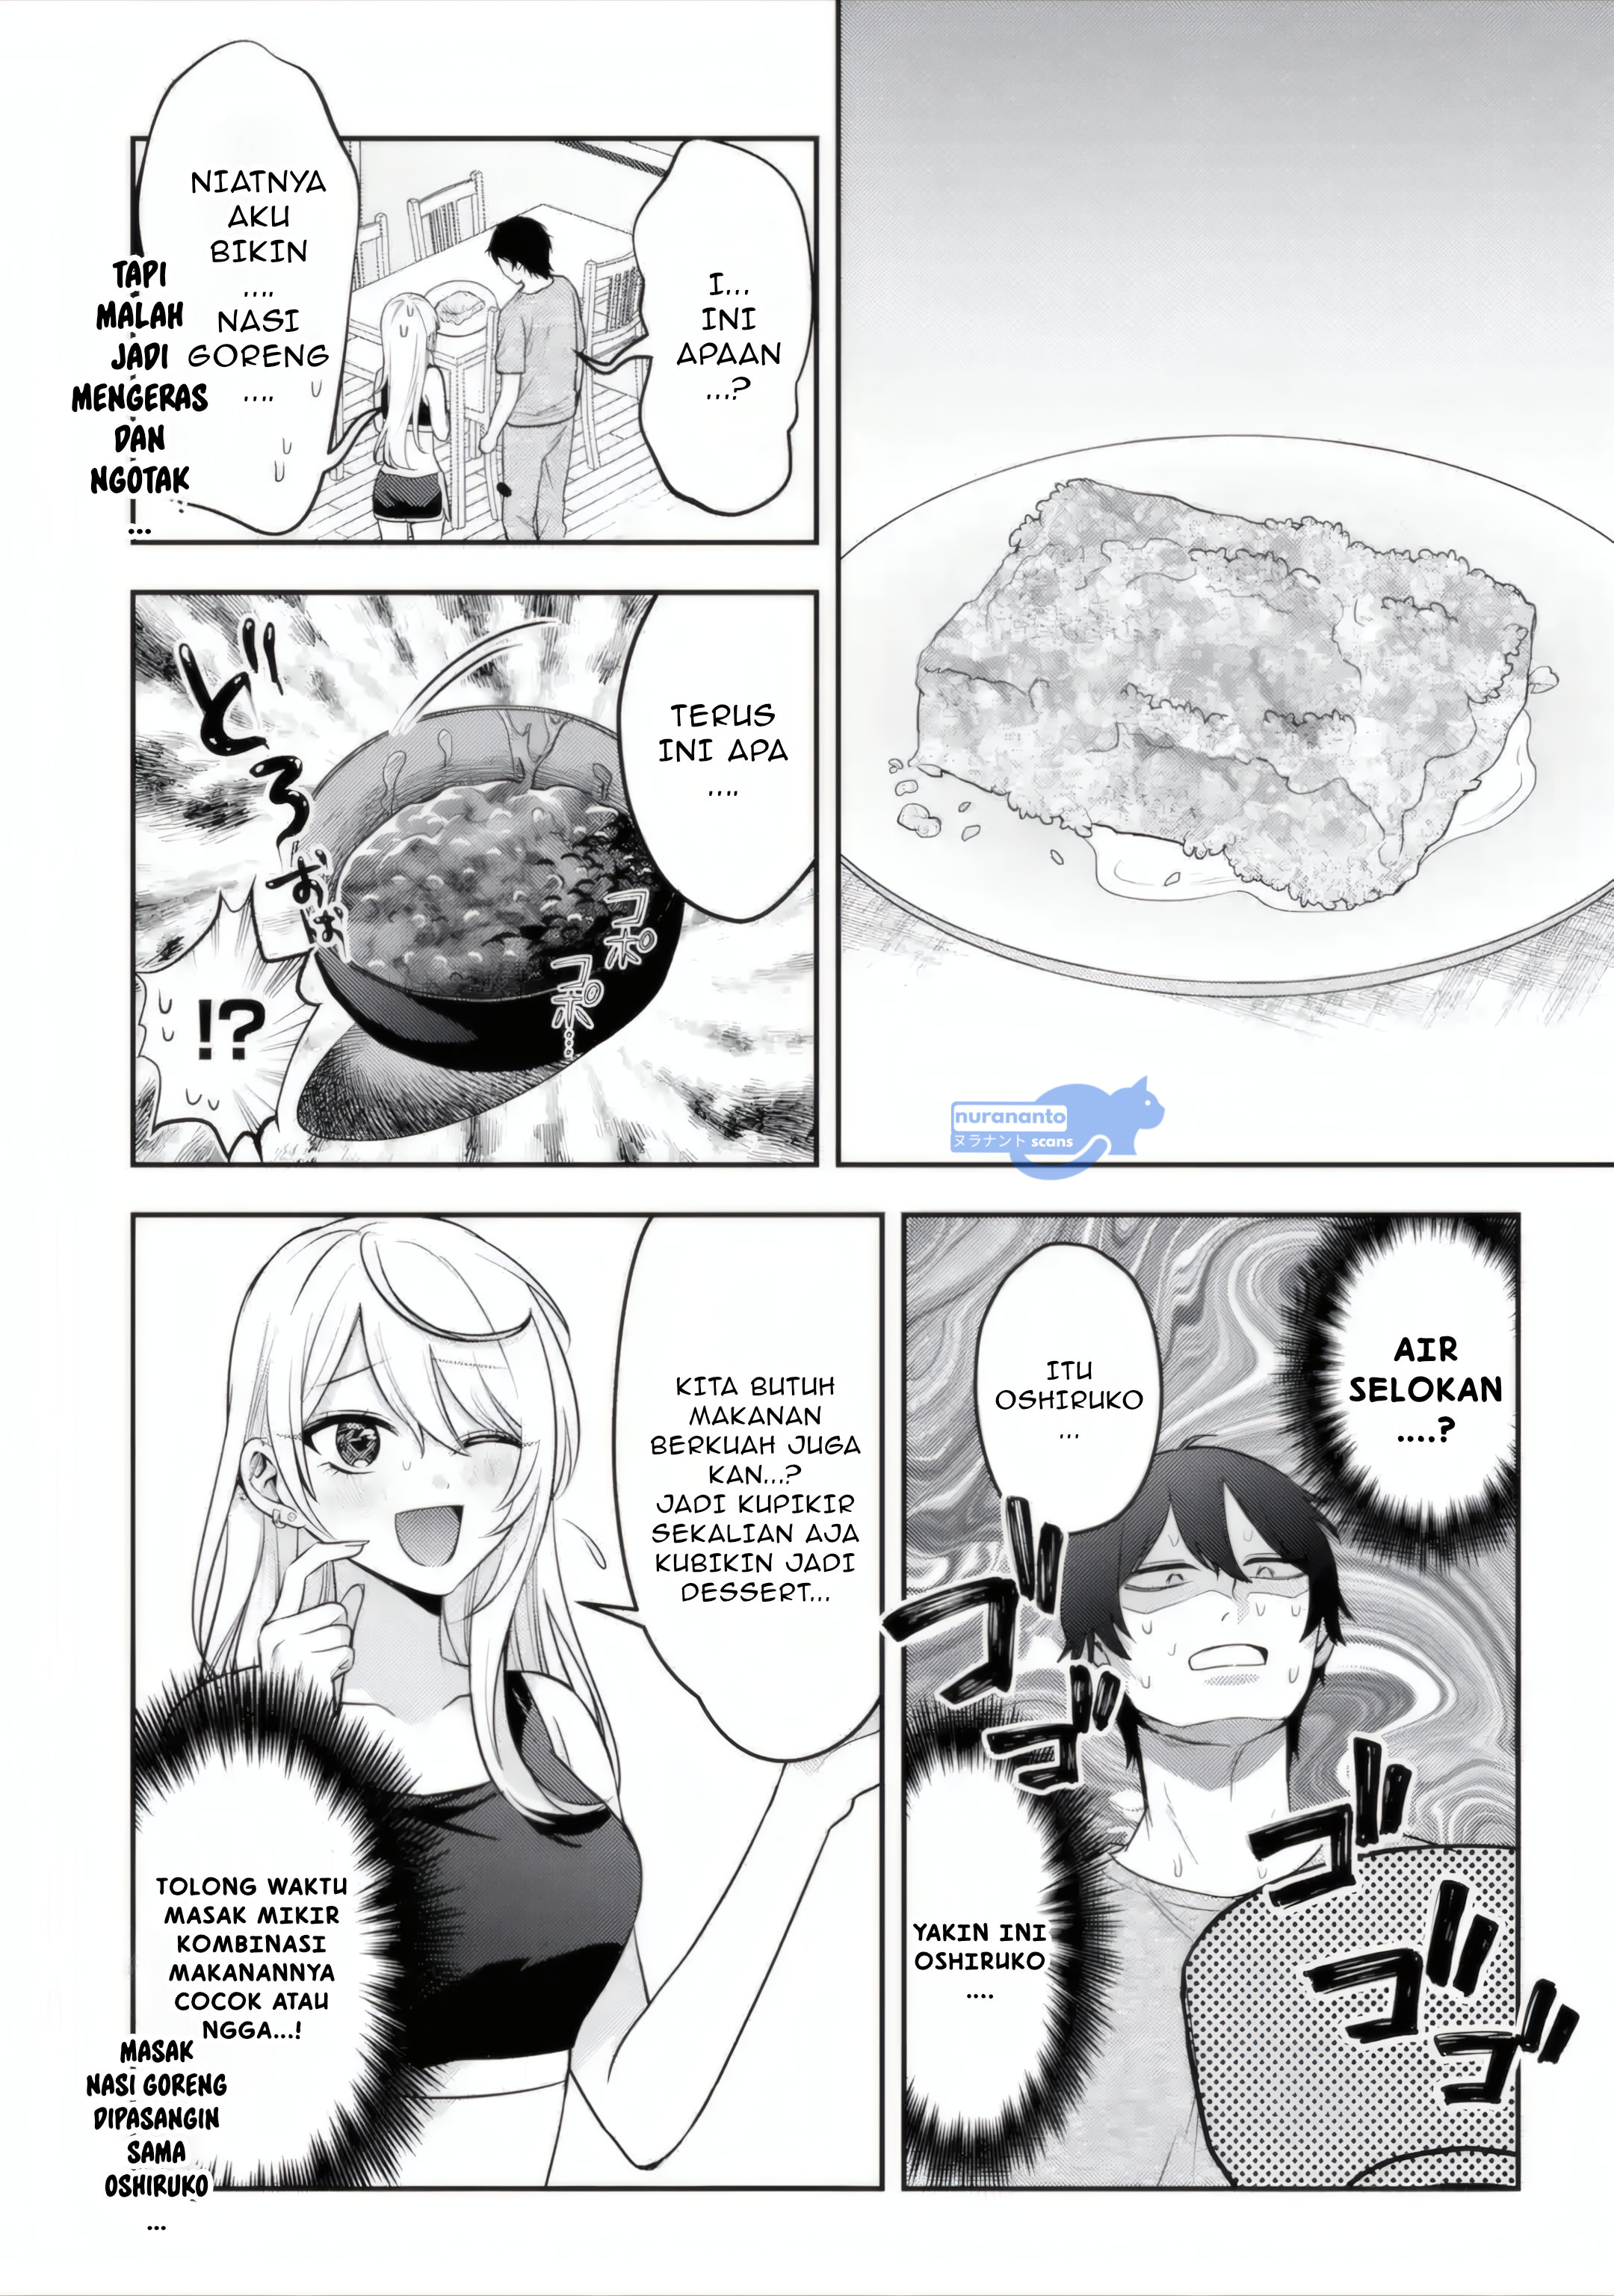 I...
INI
APAAN
...?
NIATNYA
AKU
BIKIN
....
NASI
GORENG
....
TAPI
MALAH
JADI
MENGERAS
DAN
NGOTAK
...
TERUS
INI APA
....
どろ
おお
コポ
コポ
!?
nurananto
ヌラナント scans
AIR
SELOKAN
....?
ITU
OSHIRUKO
...
ゴゴ
ゴ
ゴゴ
YAKIN INI
OSHIRUKO
....
KITA BUTUH
MAKANAN
BERKUAH JUGA
KAN...?
JADI KUPIKIR
SEKALIAN AJA
KUBIKIN JADI
DESSERT...
TOLONG WAKTU
MASAK MIKIR
KOMBINASI
MAKANANNYA
COCOK ATAU
NGGA...!
MASAK
NASI GORENG
DIPASANGIN
SAMA
OSHIRUKO
...